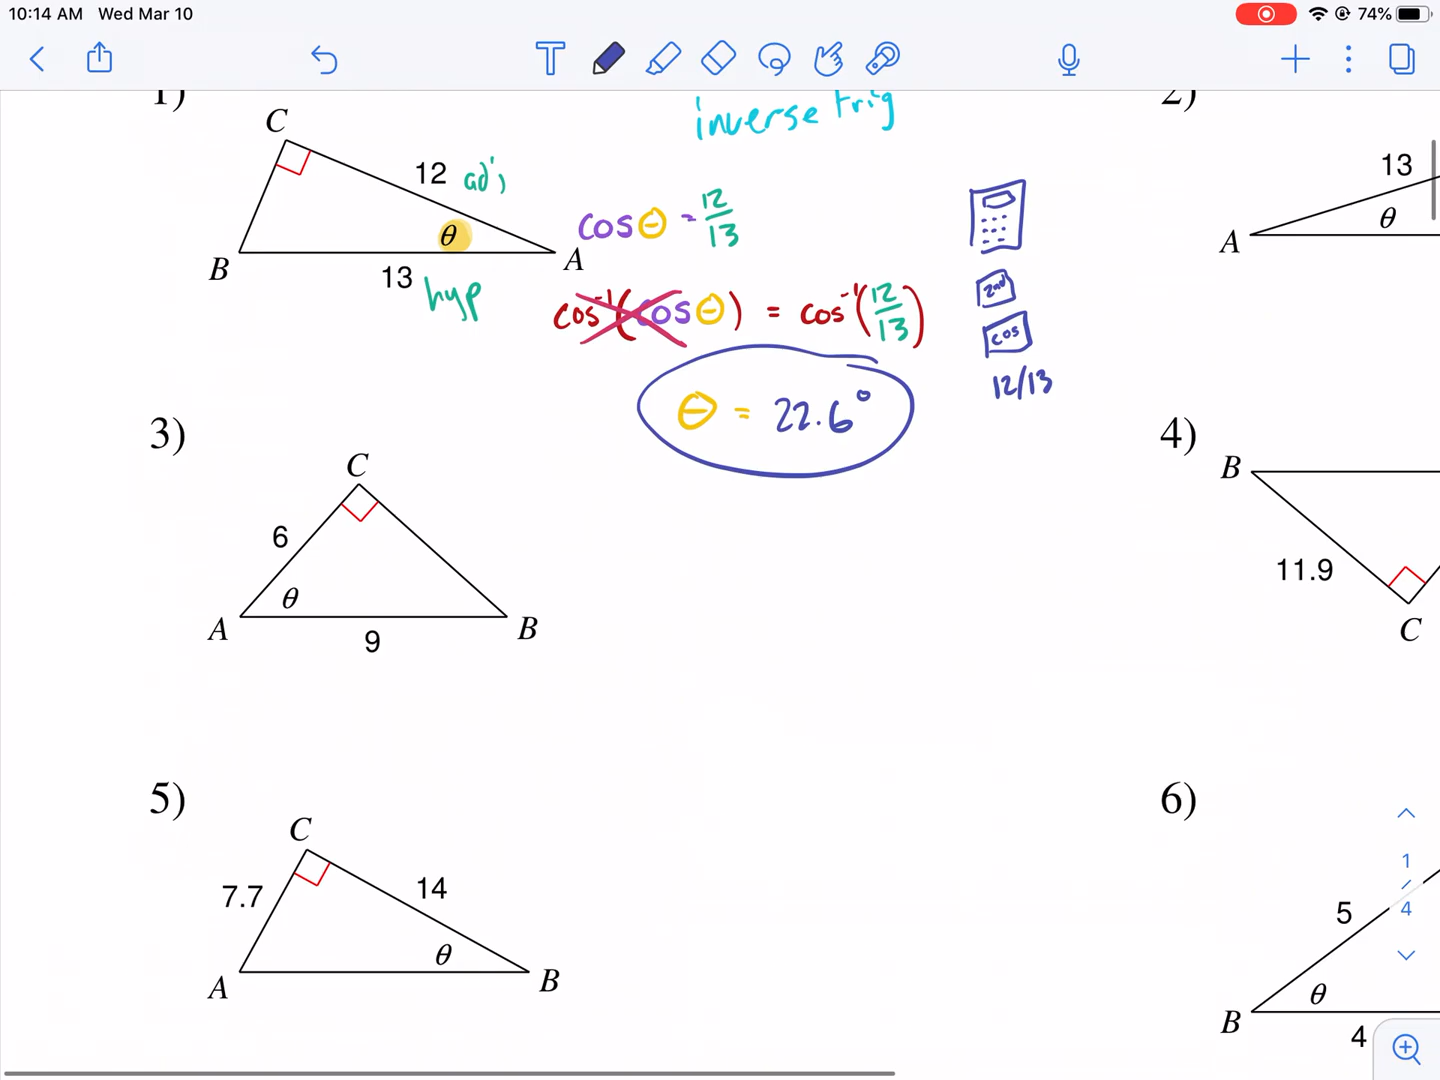 10:14 AM Wed Mar 10
74%
T
1)
C
12 adj
θ
B
13 hyp
A
inverse trig
cos θ = 12/13
cos⁻¹(cos θ) = cos⁻¹(12/13)
θ = 22.6°
2nd
cos
12/13
2)
13
θ
A
3)
C
6
θ
A
9
B
4)
B
11.9
C
5)
C
7.7
14
θ
A
B
6)
5
θ
B
4
1/4